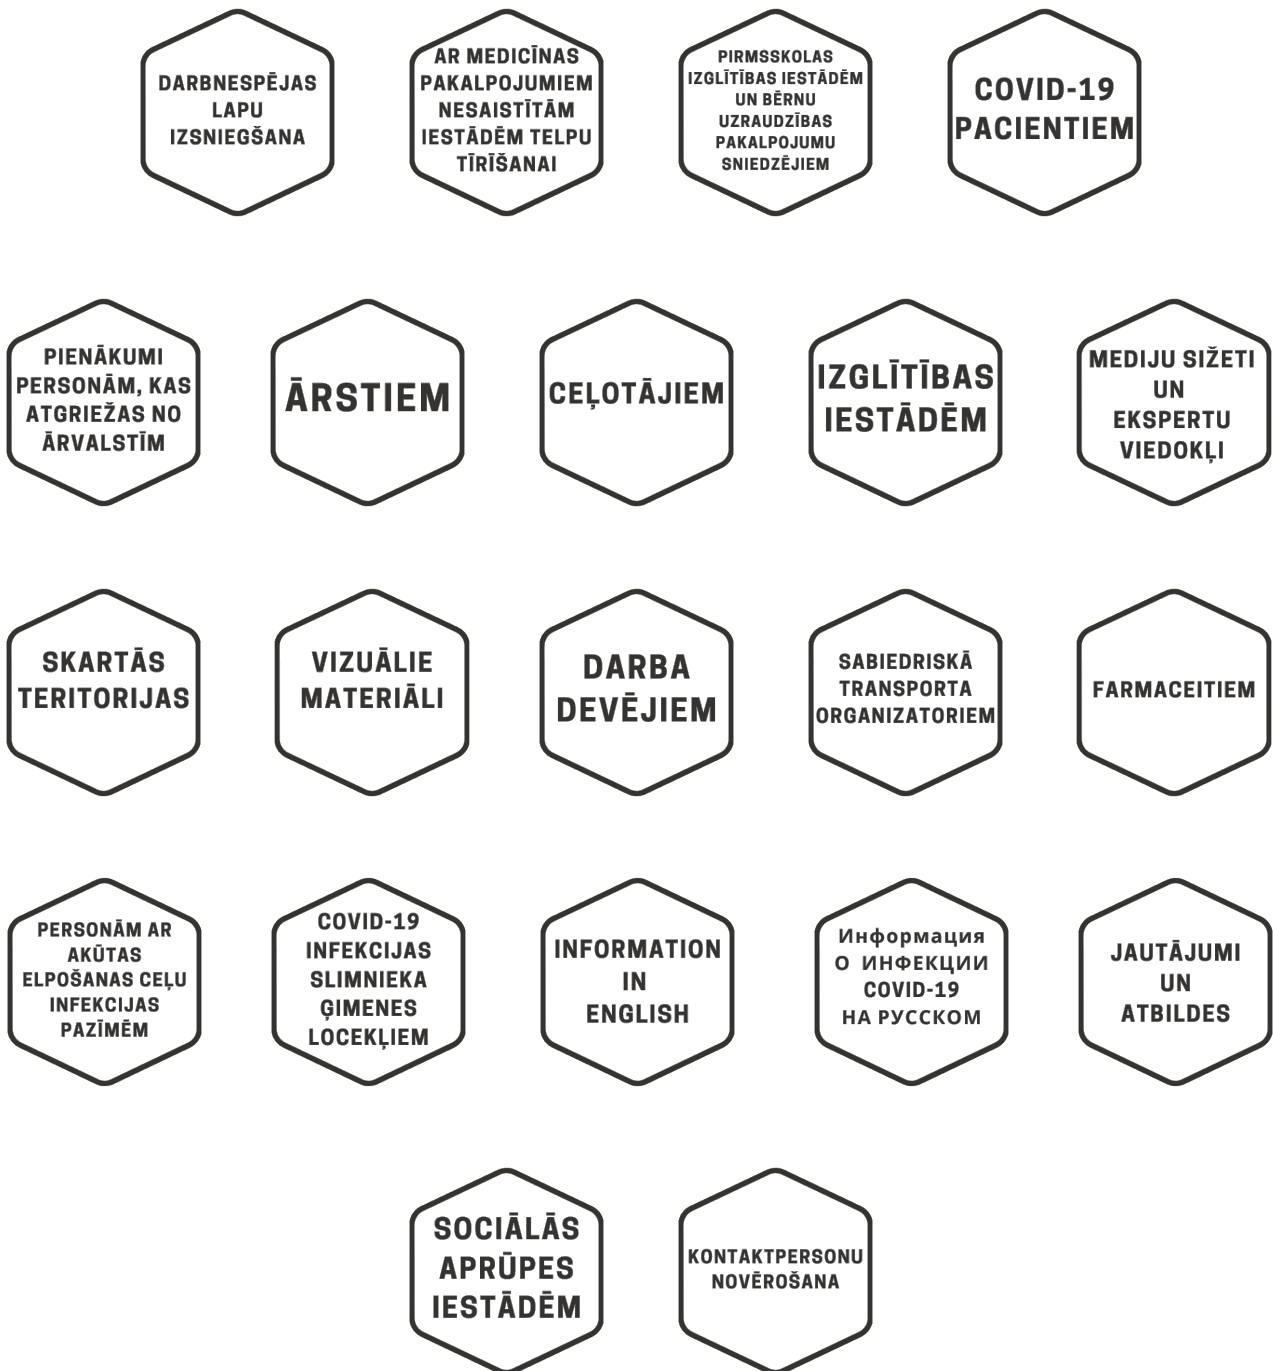 DARBNESPĒJAS
LAPU
IZSNIEGŠANA
AR MEDICĪNAS
PAKALPOJUMIEM
NESAISTĪTĀM
IESTĀDĒM TELPU
TĪRĪŠANAI
PIRMSSKOLAS
IZGLĪTĪBAS IESTĀDĒM
UN BĒRNU
UZRAUDZĪBAS
PAKALPOJUMU
SNIEDZĒJIEM
COVID-19
PACIENTIEM
PIENĀKUMI
PERSONĀM, KAS
ATGRIEŽAS NO
ĀRVALSTĪM
ĀRSTIEM
CEĻOTĀJIEM
IZGLĪTĪBAS
IESTĀDĒM
MEDIJU SIŽETI
UN
EKSPERTU
VIEDOKĻI
SKARTĀS
TERITORIJAS
VIZUĀLIE
MATERIĀLI
DARBA
DEVĒJIEM
SABIEDRISKĀ
TRANSPORTA
ORGANIZATORIEM
FARMACEITIEM
PERSONĀM AR
AKŪTAS
ELPOŠANAS CEĻU
INFEKCIJAS
PAZĪMĒM
COVID-19
INFEKCIJAS
SLIMNIEKA
ĢIMENES
LOCEKĻIEM
INFORMATION
IN
ENGLISH
Информация
О ИНФЕКЦИИ
COVID-19
НА РУССКОМ
JAUTĀJUMI
UN
ATBILDES
SOCIĀLĀS
APRŪPES
IESTĀDĒM
KONTAKTPERSONU
NOVĒROŠANA